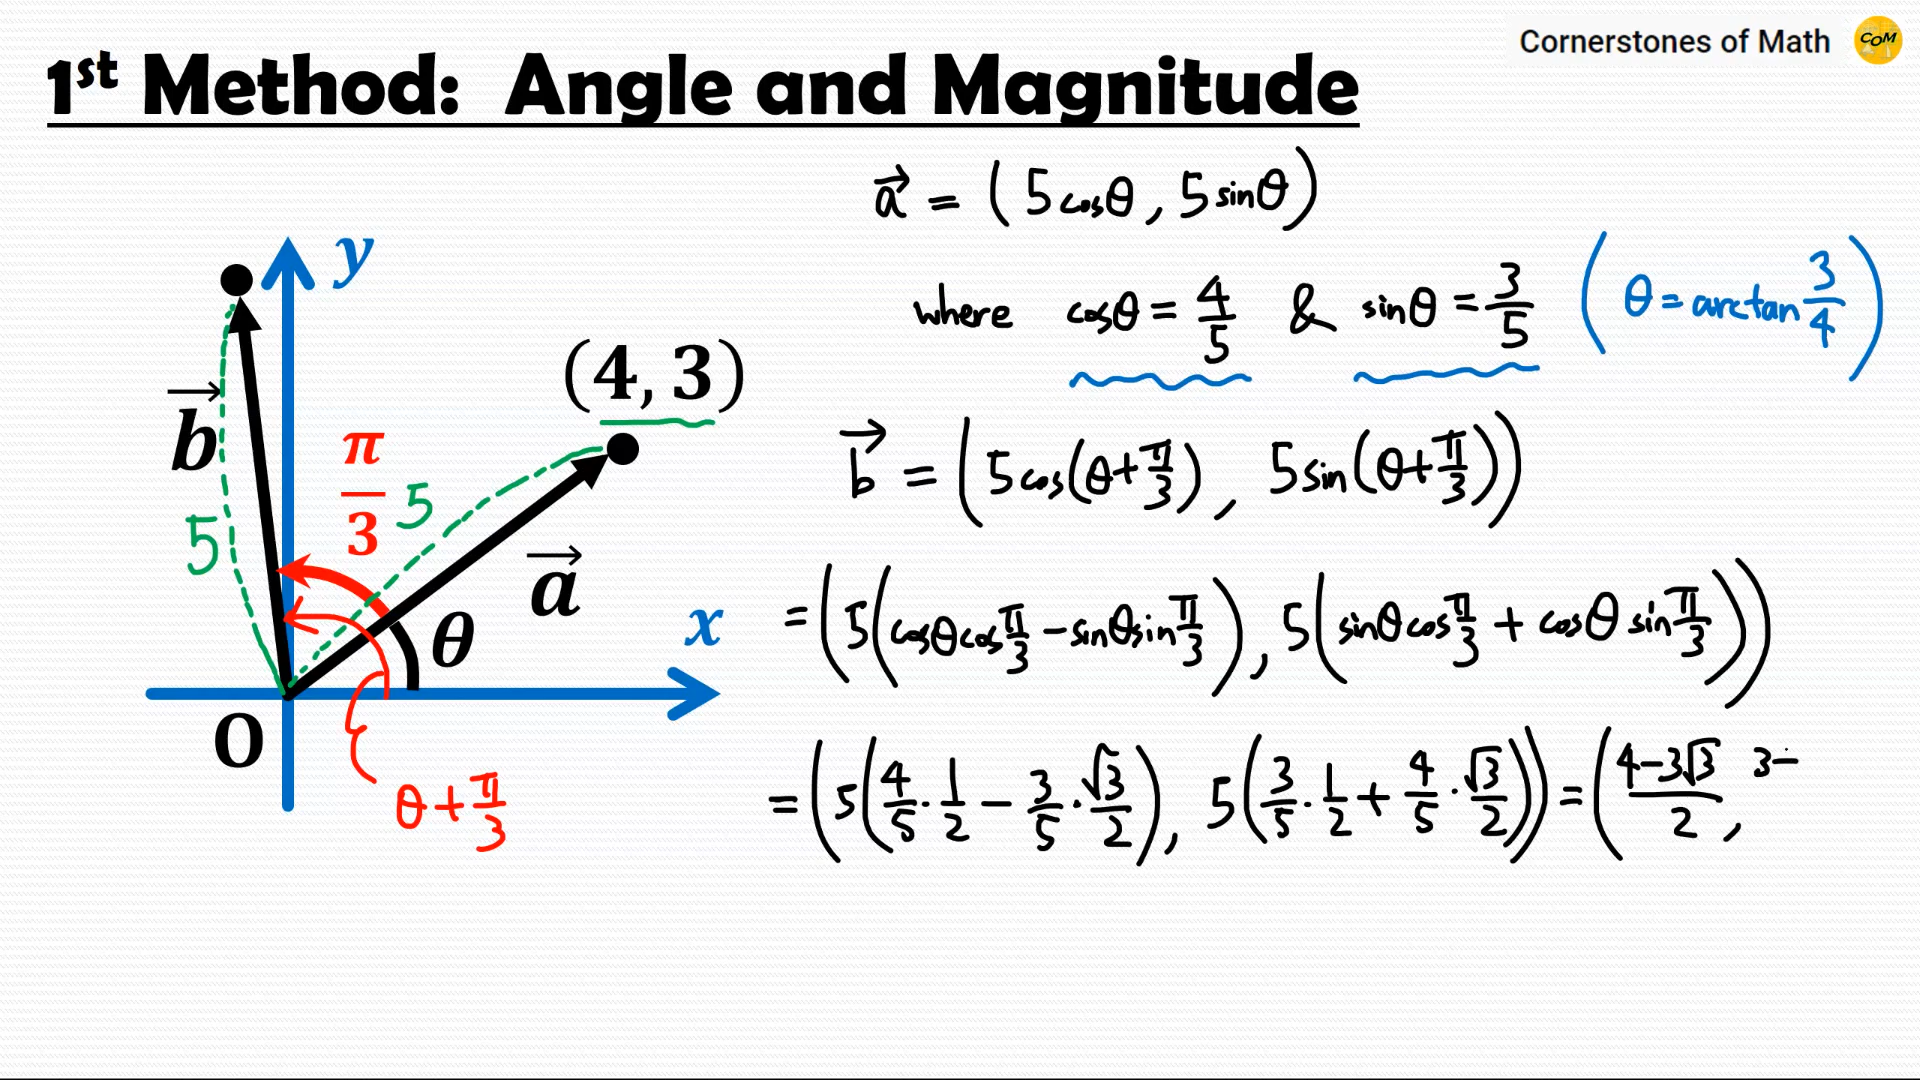 Cornerstones of Math
COM
1st Method: Angle and Magnitude
a⃗ = (5cosθ, 5sinθ)
where cosθ = 4/5 & sinθ = 3/5 (θ = arctan 3/4)
b⃗ = (5cos(θ+π/3), 5sin(θ+π/3))
= (5(cosθcosπ/3 − sinθsinπ/3), 5(sinθcosπ/3 + cosθsinπ/3))
= (5(4/5·1/2 − 3/5·√3/2), 5(3/5·1/2 + 4/5·√3/2)) = ((4−3√3)/2, 3−
y
(4, 3)
b⃗
π/3
5
5
a⃗
θ
x
O
θ+π/3